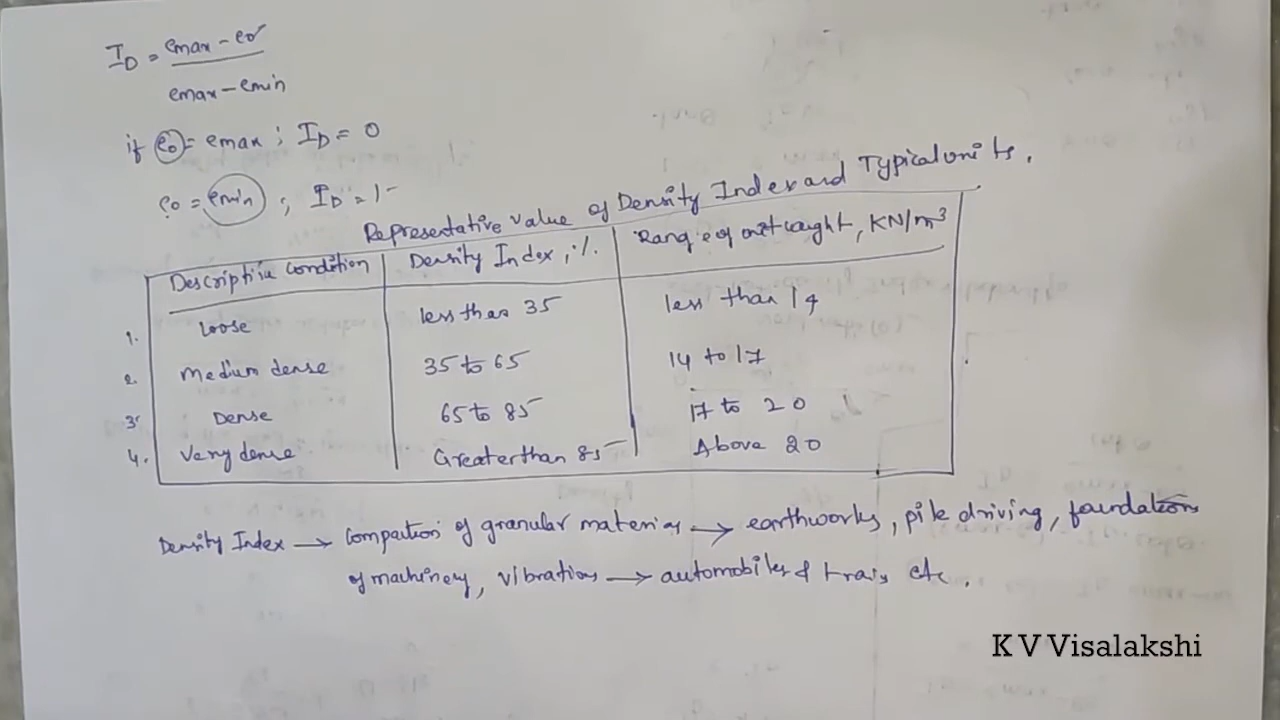 I_D = emax - e0 / emax - emin
if e0 = emax ; I_D = 0
e0 = emin ; I_D = 1
Representative value of Density Index and Typical units.
Descriptive condition Density Index, % Range of unit weight, KN/m³
1. Loose less than 35 less than 14
2. Medium dense 35 to 65 14 to 17
3. Dense 65 to 85 17 to 20
4. Very dense Greater than 85 Above 20
Density Index → Compaction of granular materials → earthworks, pile driving, foundations
of machinery, vibrations → automobiles & trains etc.
K V Visalakshi